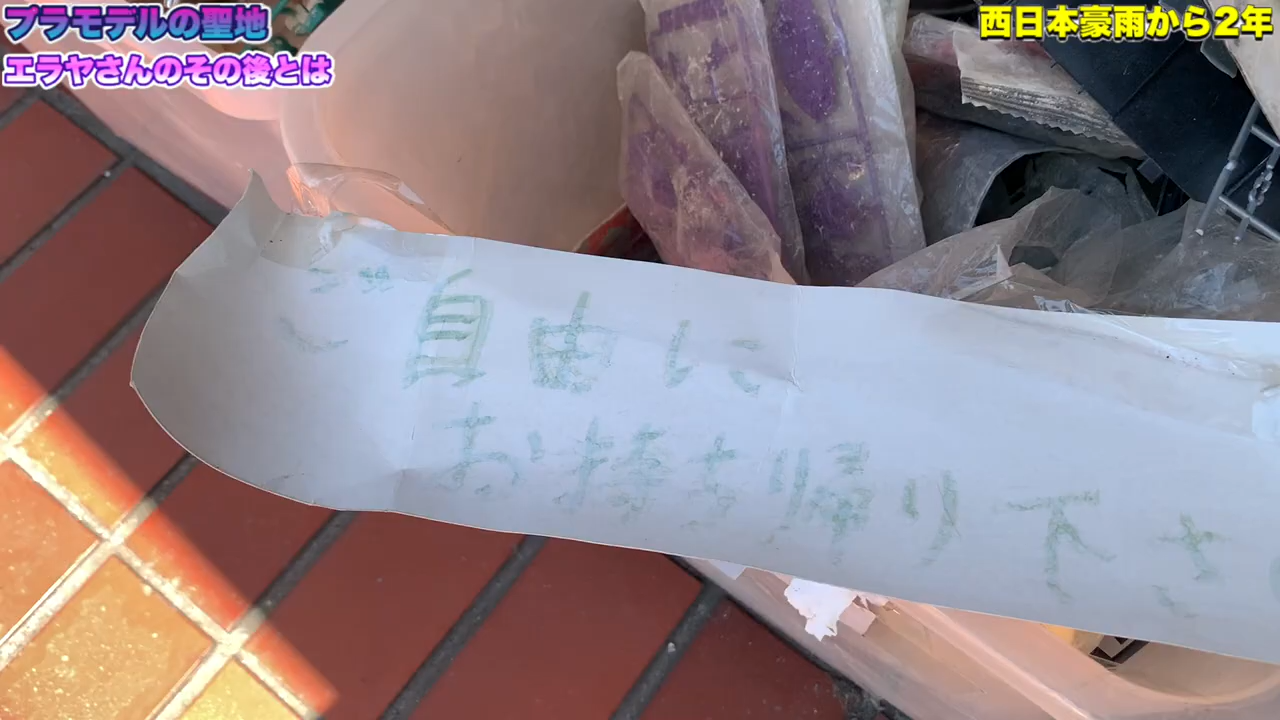 プラモデルの聖地
エラヤさんのその後とは
西日本豪雨から2年
ご自由に
お持ち帰り下さ